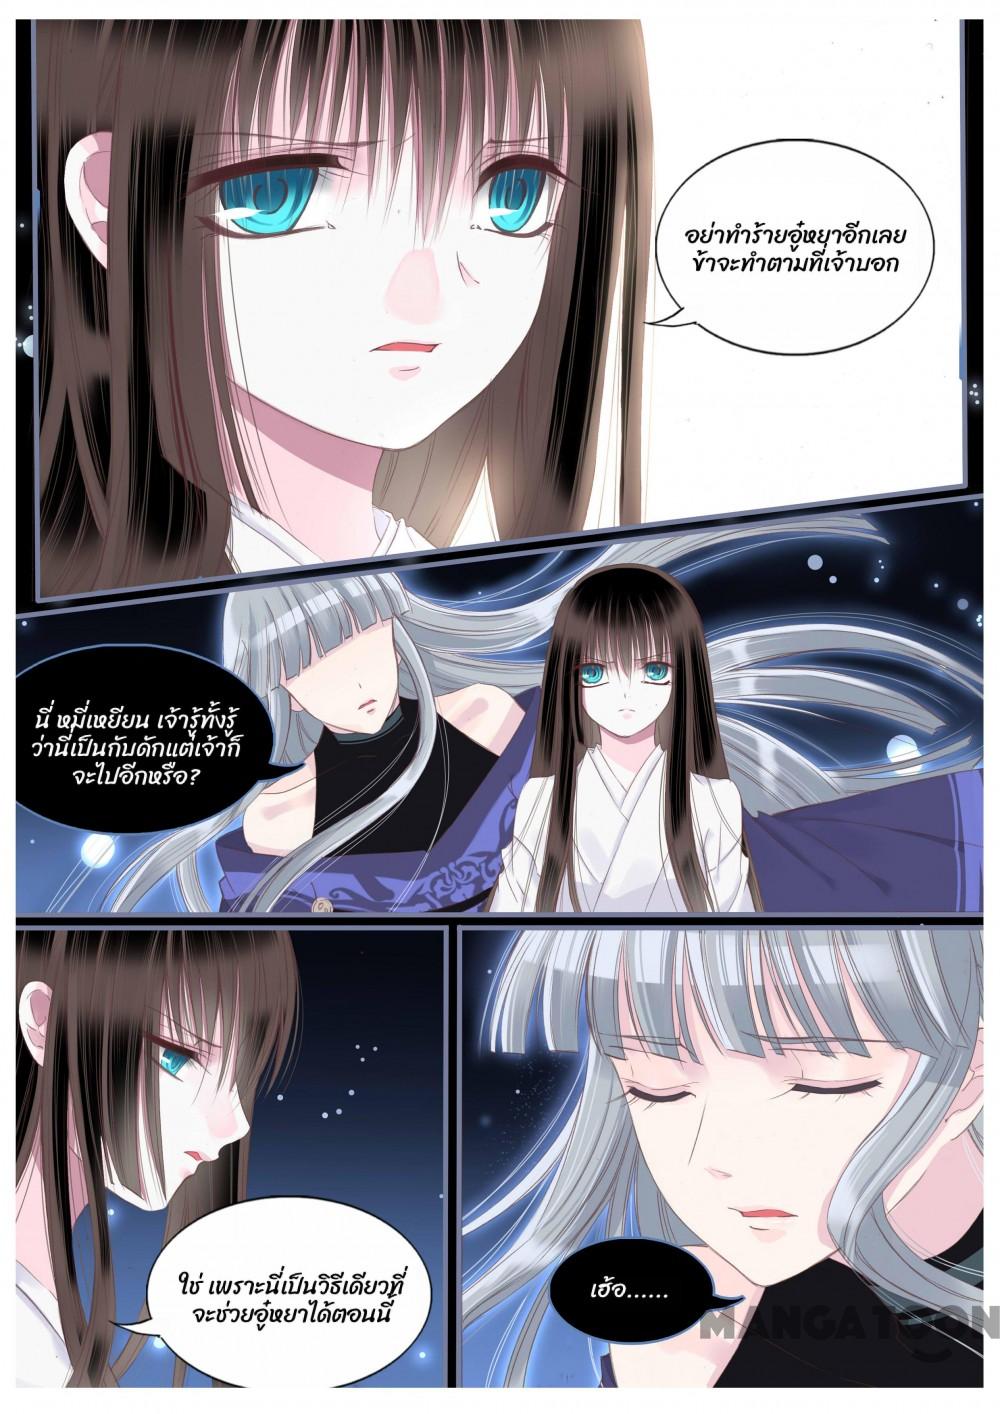 อย่าทำร้ายอู๋หยาอีกเลย
ข้าจะทำตามที่เจ้าบอก
นี่ หมี่เหยียน เจ้ารู้ทั้งรู้
ว่านี่เป็นกับดักแต่เจ้าก็
จะไปอีกหรือ?
ใช่ เพราะนี่เป็นวิธีเดียวที่
จะช่วยอู๋หยาได้ตอนนี้
เฮ้อ......
MANGATOON